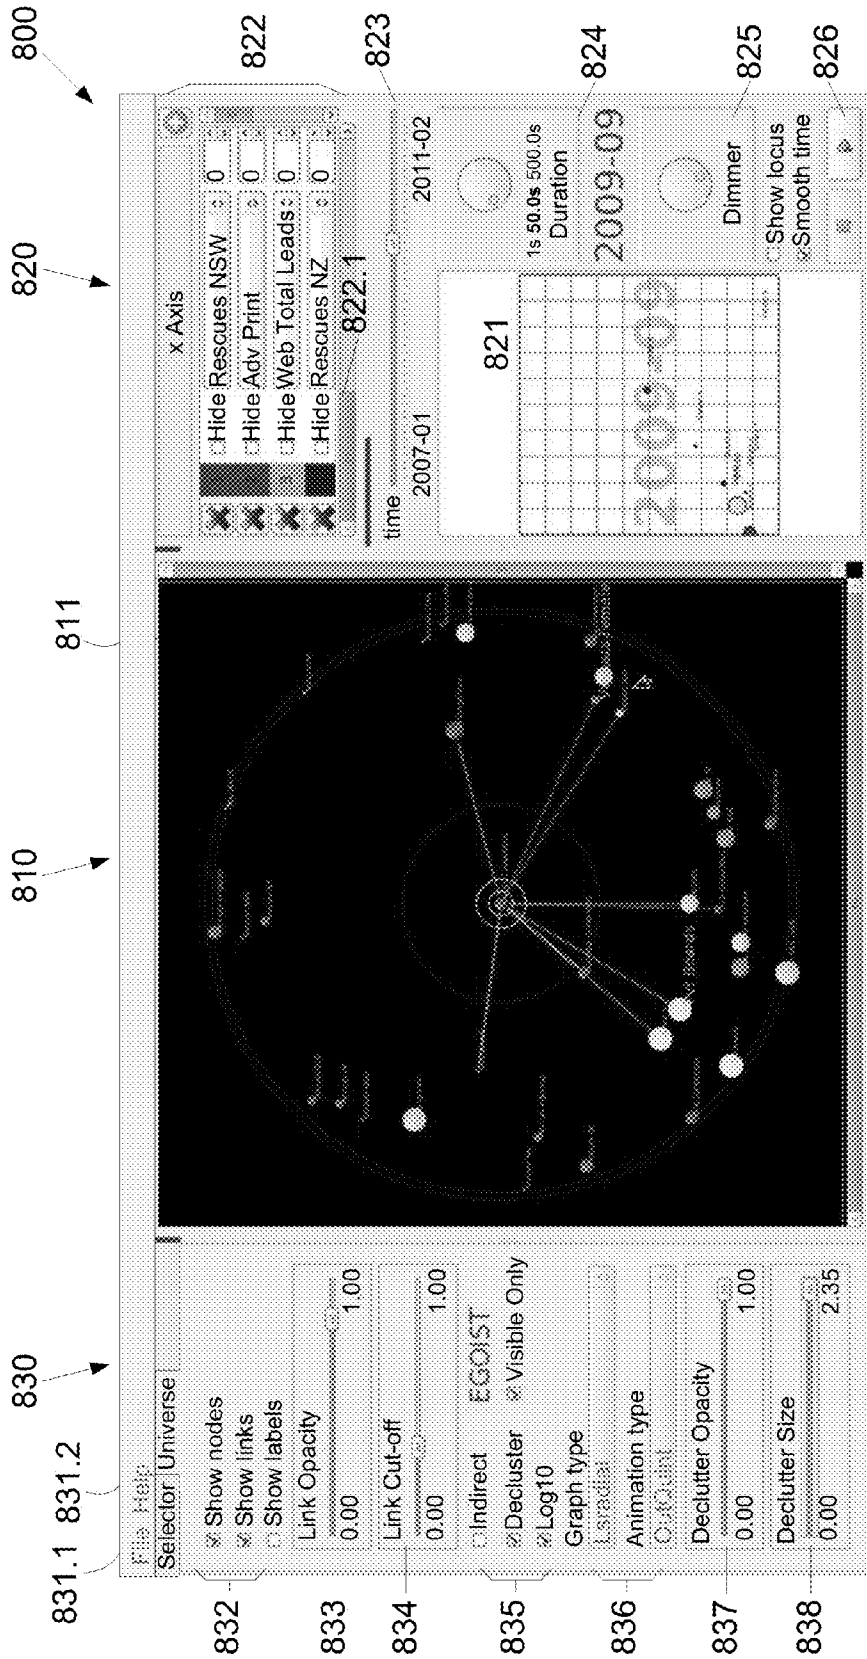 800
810
820
830
811
831.1
831.2
File Help
Selector Universe
Show nodes
Show links
Show labels
Link Opacity
0.00 1.00
Link Cut-off
0.00 1.00
Indirect EGOIST
Decluster Visible Only
Log10
Graph type
Lsradial
Animation type
OutQuint
Declutter Opacity
0.00 1.00
Declutter Size
0.00 2.35
832
833
834
835
836
837
838
x Axis
Hide Rescues NSW 0
Hide Adv Print 0
Hide Web Total Leads 0
Hide Rescues NZ 0
822
822.1
823
time
2007-01 2011-02
821
2009-09
1s 50.0s 500.0s
Duration
2009-09
Dimmer
Show locus
Smooth time
824
825
826